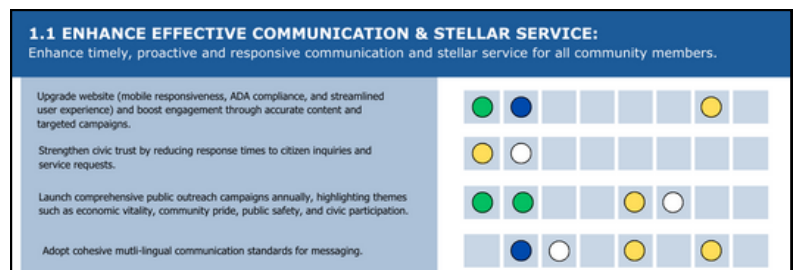 1.1 ENHANCE EFFECTIVE COMMUNICATION & STELLAR SERVICE:
Enhance timely, proactive and responsive communication and stellar service for all community members.
Upgrade website (mobile responsiveness, ADA compliance, and streamlined
user experience) and boost engagement through accurate content and
targeted campaigns.
Strengthen civic trust by reducing response times to citizen inquiries and
service requests.
Launch comprehensive public outreach campaigns annually, highlighting themes
such as economic vitality, community pride, public safety, and civic participation.
Adopt cohesive mutli-lingual communication standards for messaging.